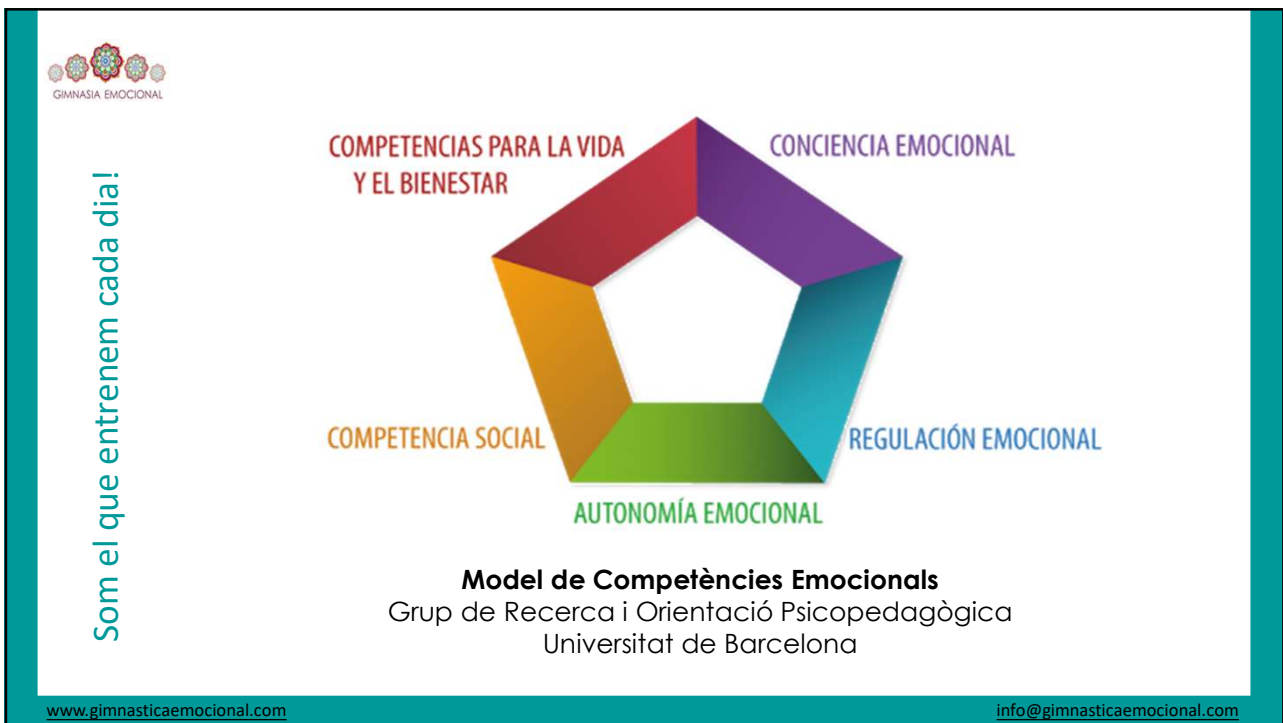 GIMNASIA EMOCIONAL
Som el que entrenem cada dia!
COMPETENCIAS PARA LA VIDA
Y EL BIENESTAR
CONCIENCIA EMOCIONAL
COMPETENCIA SOCIAL
REGULACIÓN EMOCIONAL
AUTONOMÍA EMOCIONAL
Model de Competències Emocionals
Grup de Recerca i Orientació Psicopedagògica
Universitat de Barcelona
www.gimnasticaemocional.com
info@gimnasticaemocional.com